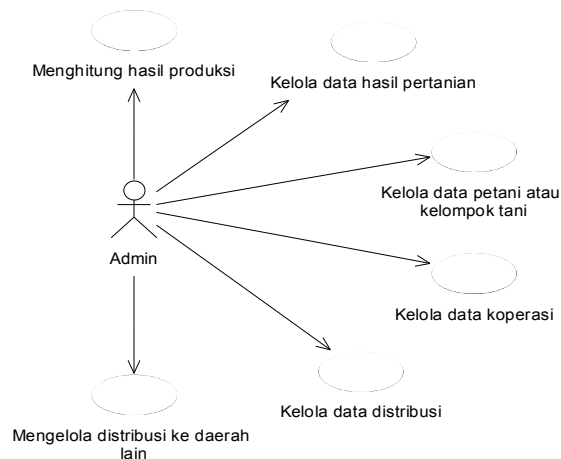 Menghitung hasil produksi
Kelola data hasil pertanian
Kelola data petani atau
kelompok tani
Admin
Kelola data koperasi
Kelola data distribusi
Mengelola distribusi ke daerah
lain